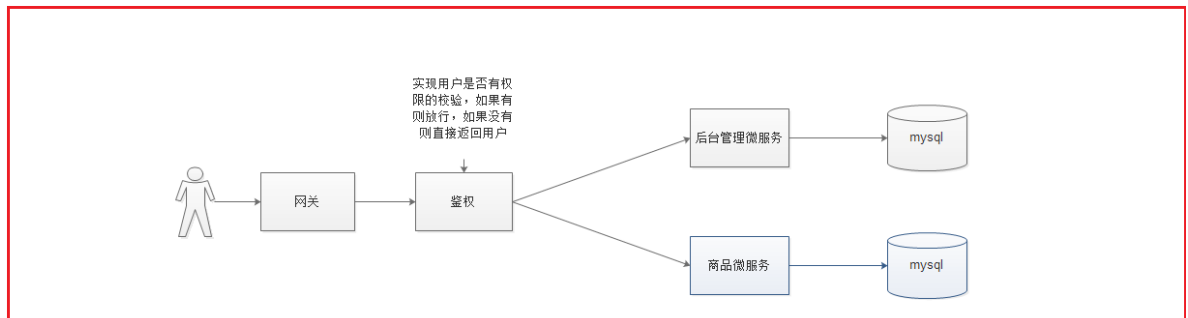 实现用户是否有权
限的校验，如果有
则放行，如果没有
则直接返回用户
网关
鉴权
后台管理微服务
mysql
商品微服务
mysql